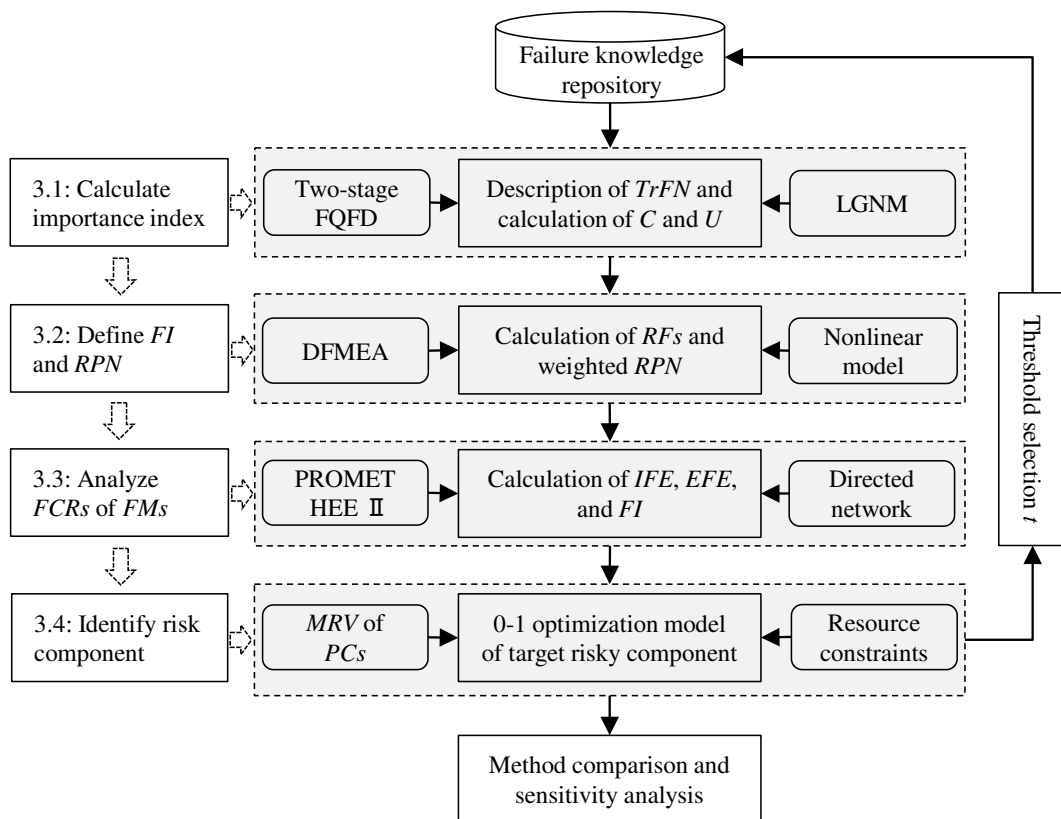 Failure knowledge
repository
3.1: Calculate
importance index
Two-stage
FQFD
Description of TrFN and
calculation of C and U
LGNM
3.2: Define FI
and RPN
DFMEA
Calculation of RFs and
weighted RPN
Nonlinear
model
Threshold selection t
3.3: Analyze
FCRs of FMs
PROMET
HEE Ⅱ
Calculation of IFE, EFE,
and FI
Directed
network
3.4: Identify risk
component
MRV of
PCs
0-1 optimization model
of target risky component
Resource
constraints
Method comparison and
sensitivity analysis